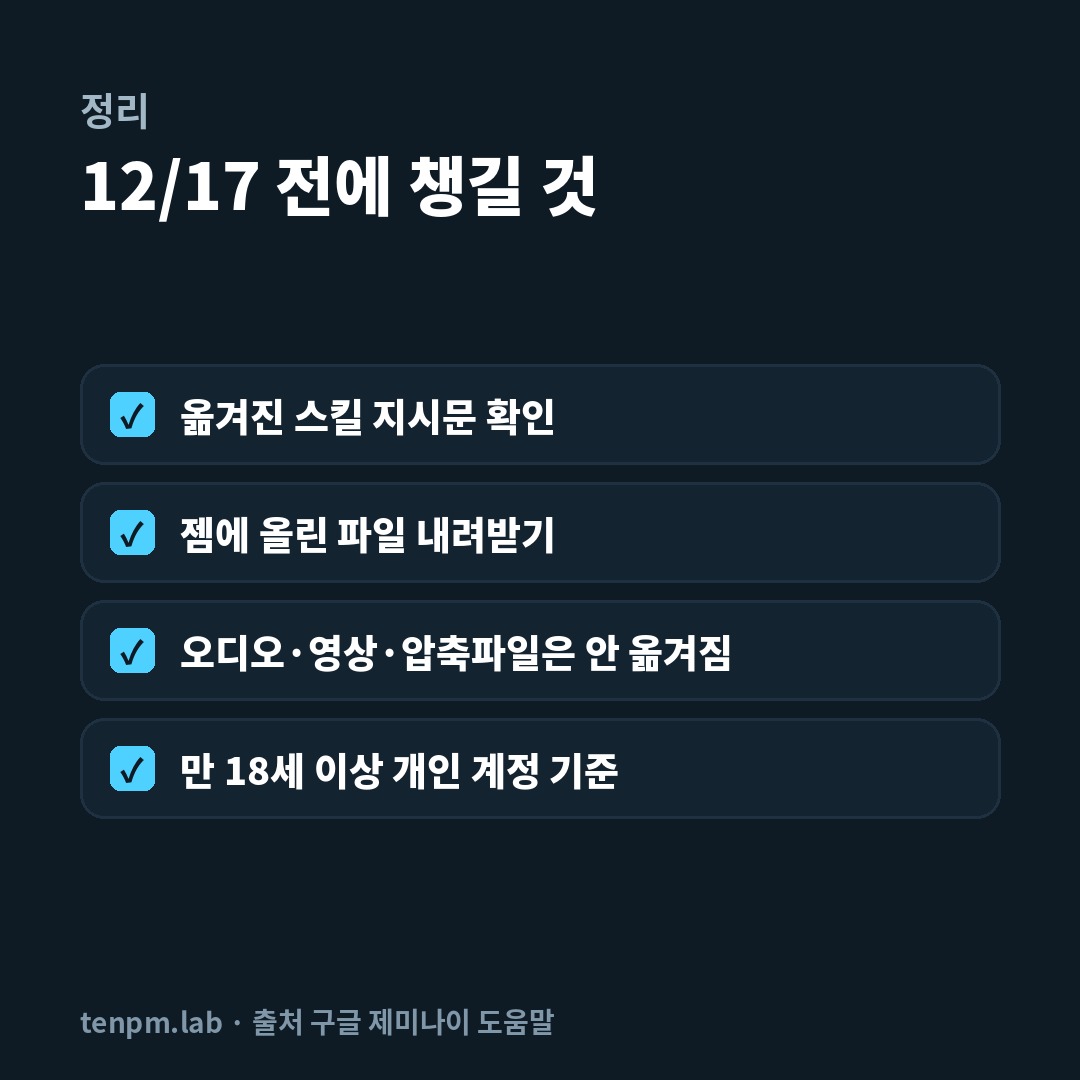 정리
12/17 전에 챙길 것
옮겨진 스킬 지시문 확인
젬에 올린 파일 내려받기
오디오·영상·압축파일은 안 옮겨짐
만 18세 이상 개인 계정 기준
tenpm.lab · 출처 구글 제미나이 도움말